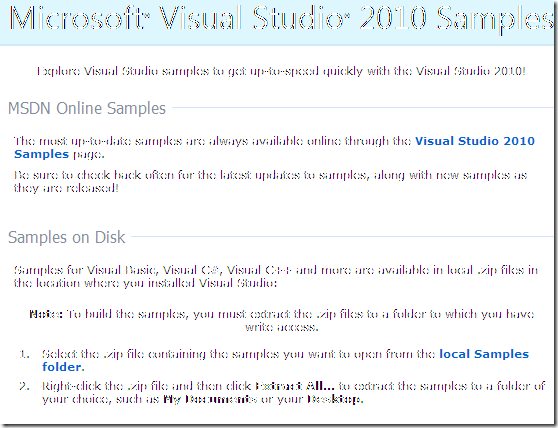 Microsoft® Visual Studio® 2010 Samples
Explore Visual Studio samples to get up-to-speed quickly with the Visual Studio 2010!
MSDN Online Samples
The most up-to-date samples are always available online through the Visual Studio 2010
Samples page.
Be sure to check back often for the latest updates to samples, along with new samples as
they are released!
Samples on Disk
Samples for Visual Basic, Visual C#, Visual C++ and more are available in local .zip files in
the location where you installed Visual Studio:
Note: To build the samples, you must extract the .zip files to a folder to which you have
write access.
1. Select the .zip file containing the samples you want to open from the local Samples
folder.
2. Right-click the .zip file and then click Extract All... to extract the samples to a folder of
your choice, such as My Documents or your Desktop.